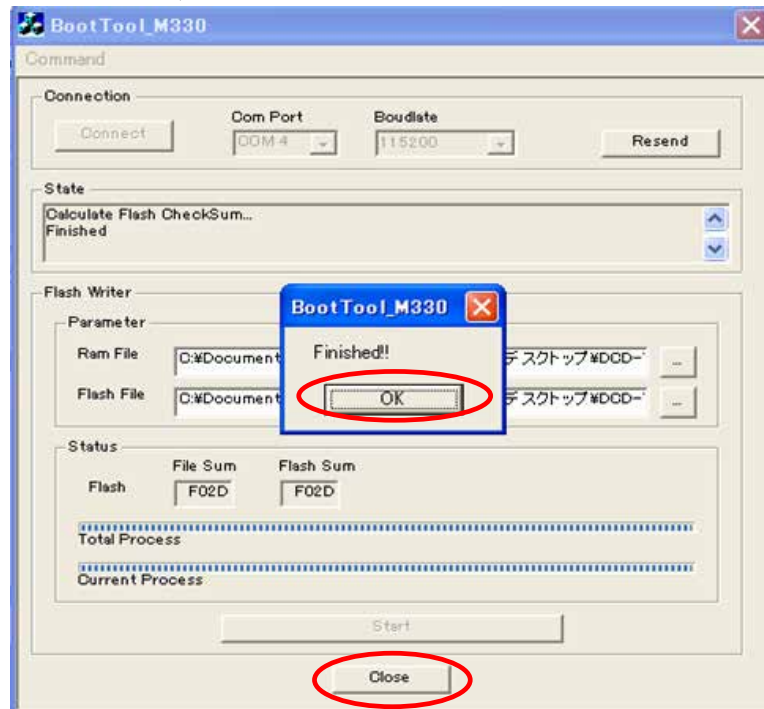 BootTool_M330
Command
Connection
Com Port
Boudlate
Connect
COM 4
115200
Resend
State
Calculate Flash CheckSum...
Finished
Flash Writer
BootTool_M330
Parameter
Finished!!
Ram File
C:¥Document
デスクトップ¥DCD-
...
OK
Flash File
C:¥Document
デスクトップ¥DCD-
...
Status
File Sum
Flash Sum
Flash
F02D
F02D
Total Process
Current Process
Start
Close